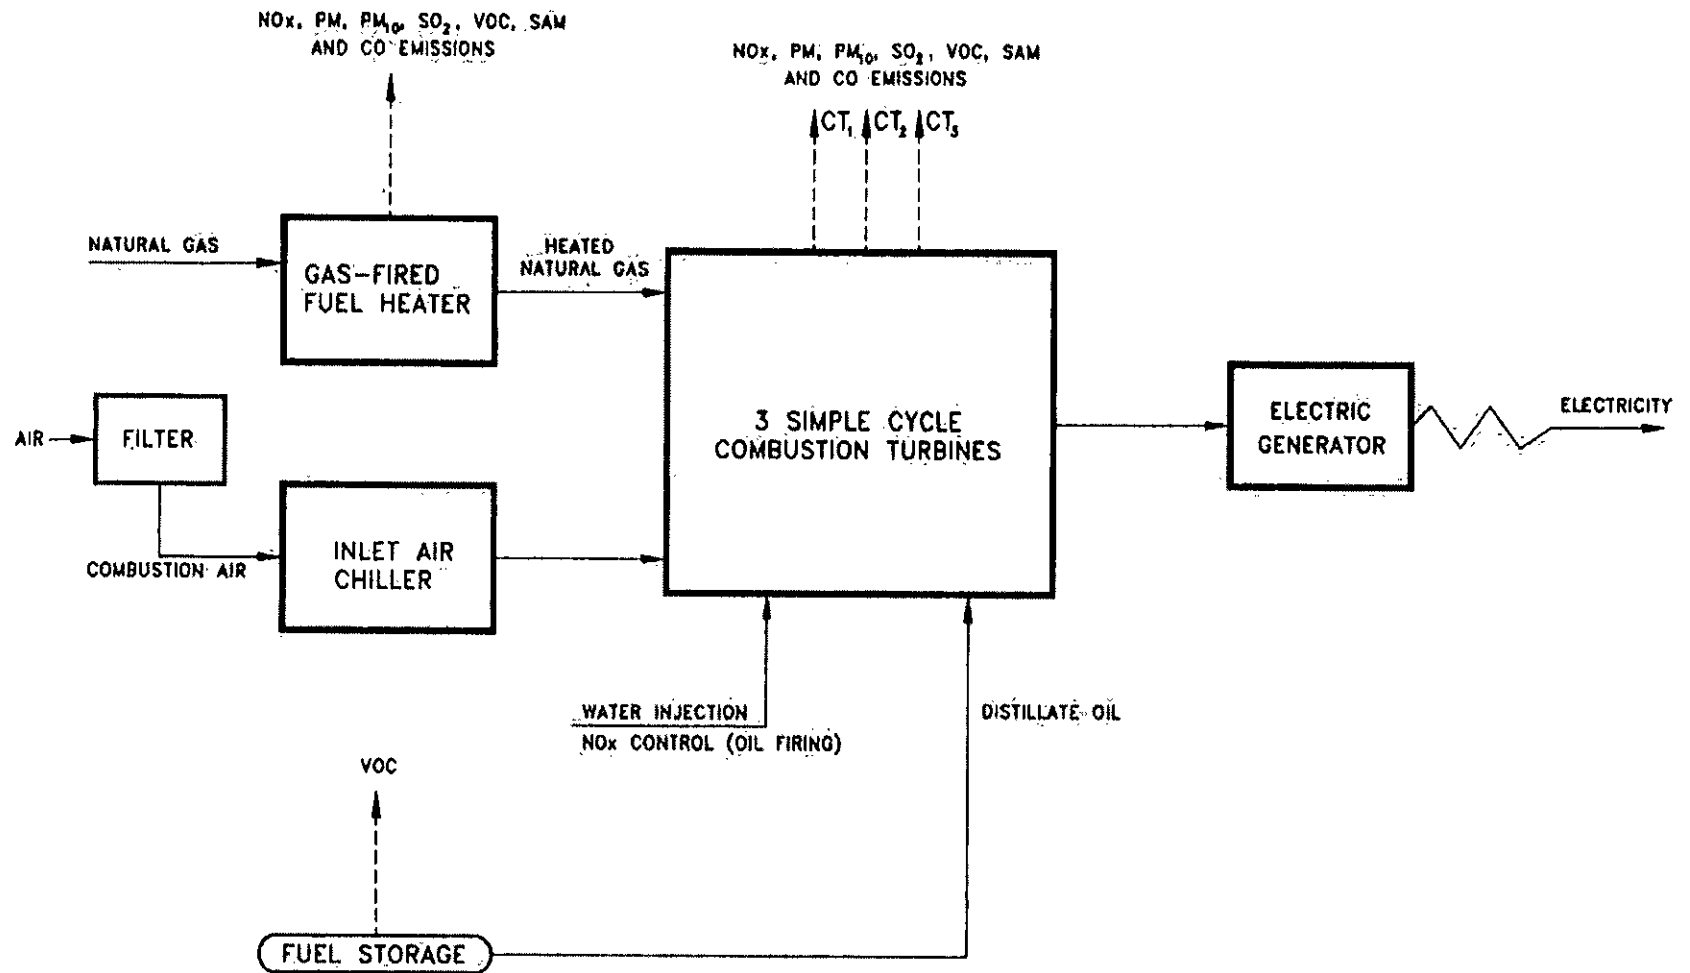 NOx, PM, PM₁₀, SO₂, VOC, SAM
AND CO EMISSIONS
NOx, PM, PM₁₀, SO₂, VOC, SAM
AND CO EMISSIONS
CT₁ CT₂ CT₃
NATURAL GAS
GAS-FIRED
FUEL HEATER
HEATED
NATURAL GAS
AIR
FILTER
COMBUSTION AIR
INLET AIR
CHILLER
3 SIMPLE CYCLE
COMBUSTION TURBINES
ELECTRIC
GENERATOR
ELECTRICITY
WATER INJECTION
NOx CONTROL (OIL FIRING)
DISTILLATE OIL
VOC
FUEL STORAGE